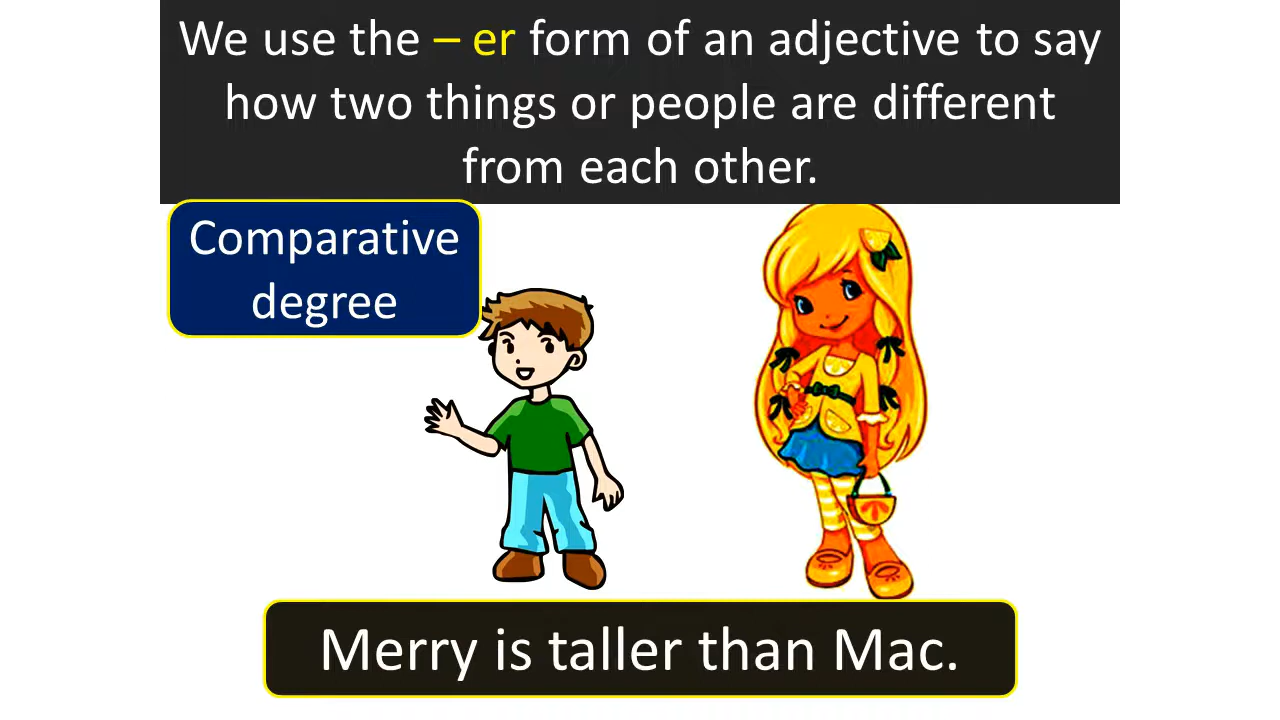 We use the – er form of an adjective to say
how two things or people are different
from each other.
Comparative
degree
Merry is taller than Mac.